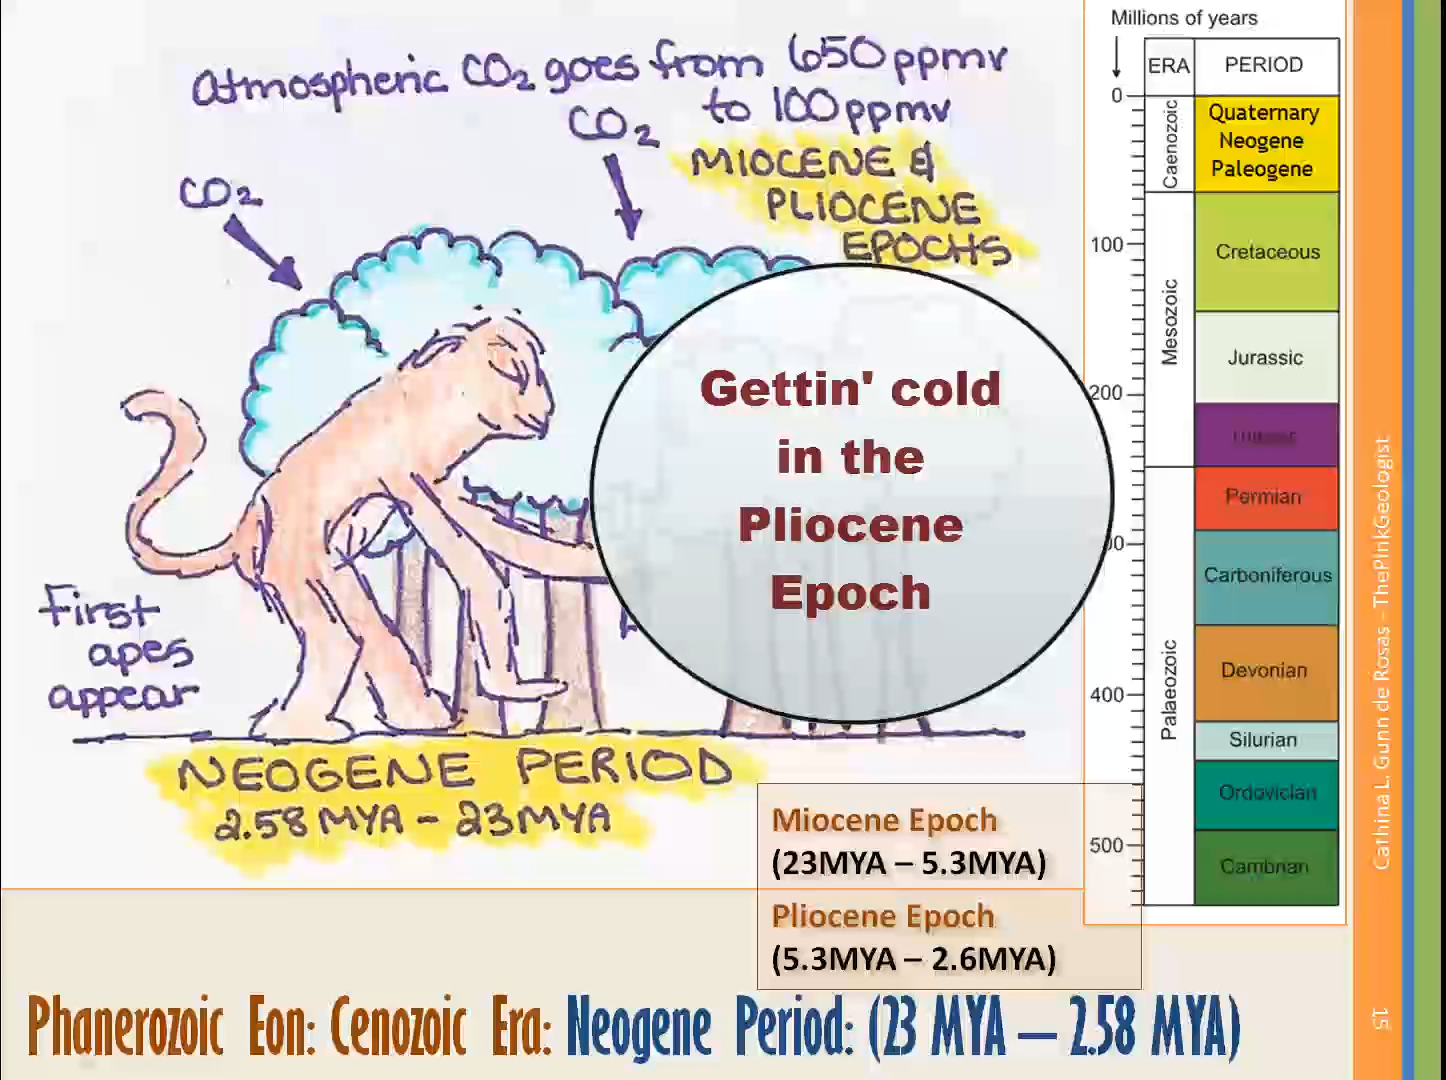 Atmospheric CO2 goes from 650ppmv
to 100ppmv
CO2
CO2
MIOCENE &
PLIOCENE
EPOCHS
Gettin' cold
in the
Pliocene
Epoch
First
apes
appear
NEOGENE PERIOD
2.58 MYA - 23MYA
Miocene Epoch
(23MYA – 5.3MYA)
Pliocene Epoch
(5.3MYA – 2.6MYA)
Phanerozoic Eon: Cenozoic Era: Neogene Period: (23 MYA – 2.58 MYA)
Millions of years
ERA PERIOD
0
Caenozoic
Quaternary
Neogene
Paleogene
100
Mesozoic
Cretaceous
Jurassic
200
Permian
00
Carboniferous
Palaeozoic
Devonian
400
Silurian
Ordovician
500
Cambrian
Cathina L. Gunn de Rosas - ThePinkGeologist
15